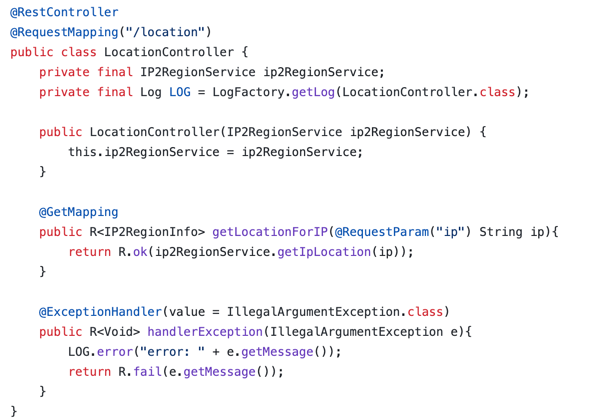 @RestController
@RequestMapping("/location")
public class LocationController {
    private final IP2RegionService ip2RegionService;
    private final Log LOG = LogFactory.getLog(LocationController.class);

    public LocationController(IP2RegionService ip2RegionService) {
        this.ip2RegionService = ip2RegionService;
    }

    @GetMapping
    public R<IP2RegionInfo> getLocationForIP(@RequestParam("ip") String ip){
        return R.ok(ip2RegionService.getIpLocation(ip));
    }

    @ExceptionHandler(value = IllegalArgumentException.class)
    public R<Void> handlerException(IllegalArgumentException e){
        LOG.error("error: " + e.getMessage());
        return R.fail(e.getMessage());
    }
}